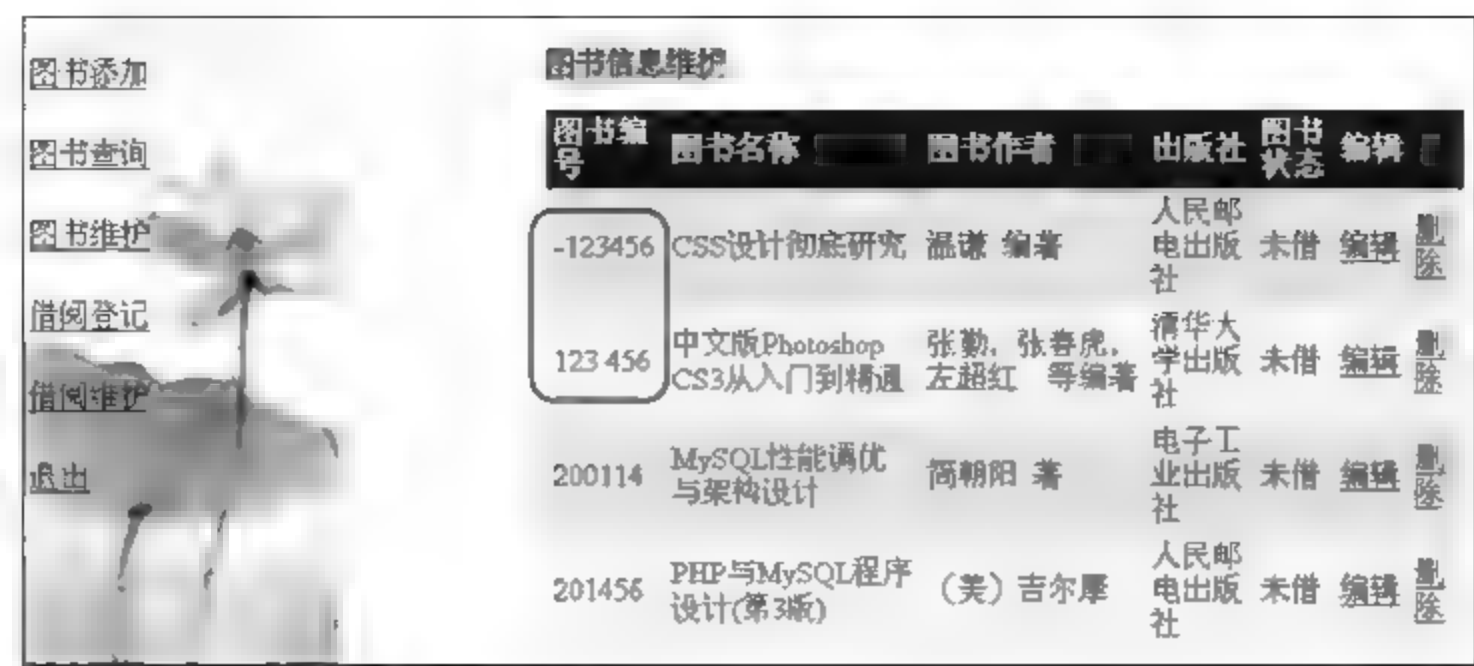 图书添加
图书查询
图书维护
借阅登记
借阅维护
退出
图书信息维护
图书编
号
图书名称
图书作者
出版社
图书
状态
编辑
-123456
CSS设计彻底研究
温谦 编著
人民邮
电出版
社
未借
编辑
删
除
123 456
中文版Photoshop
CS3从入门到精通
张勤, 张春虎,
左超红 等编著
清华大
学出版
社
未借
编辑
删
除
200114
MySQL性能调优
与架构设计
简朝阳 著
电子工
业出版
社
未借
编辑
删
除
201456
PHP与MySQL程序
设计(第3版)
（美）吉尔摩
人民邮
电出版
社
未借
编辑
删
除